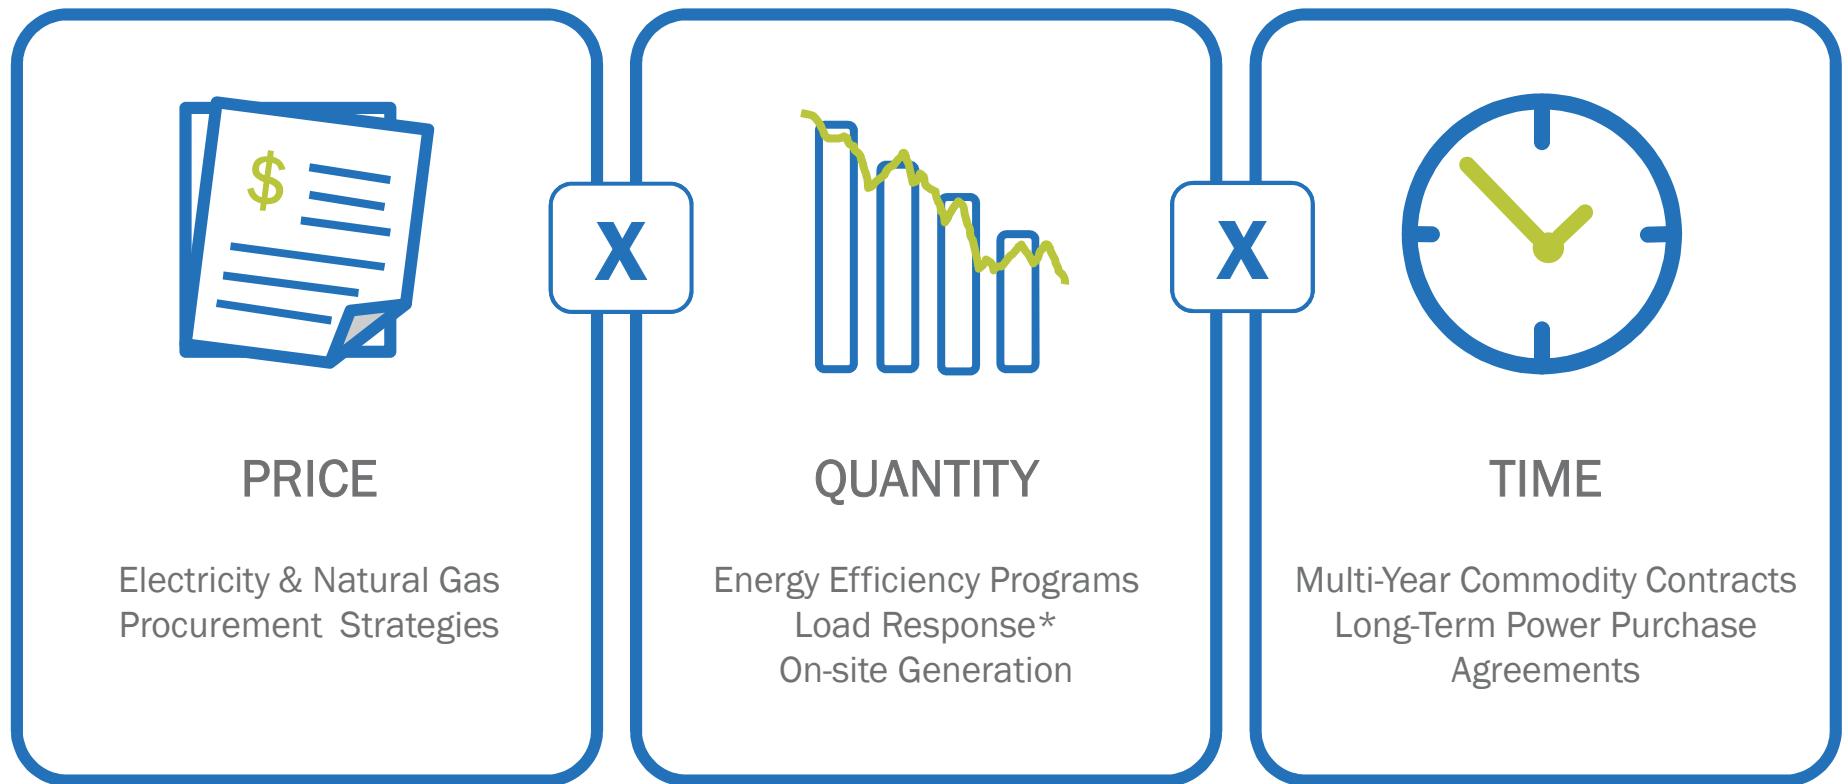 $
X
X
PRICE
Electricity & Natural Gas
Procurement Strategies
QUANTITY
Energy Efficiency Programs
Load Response*
On-site Generation
TIME
Multi-Year Commodity Contracts
Long-Term Power Purchase
Agreements